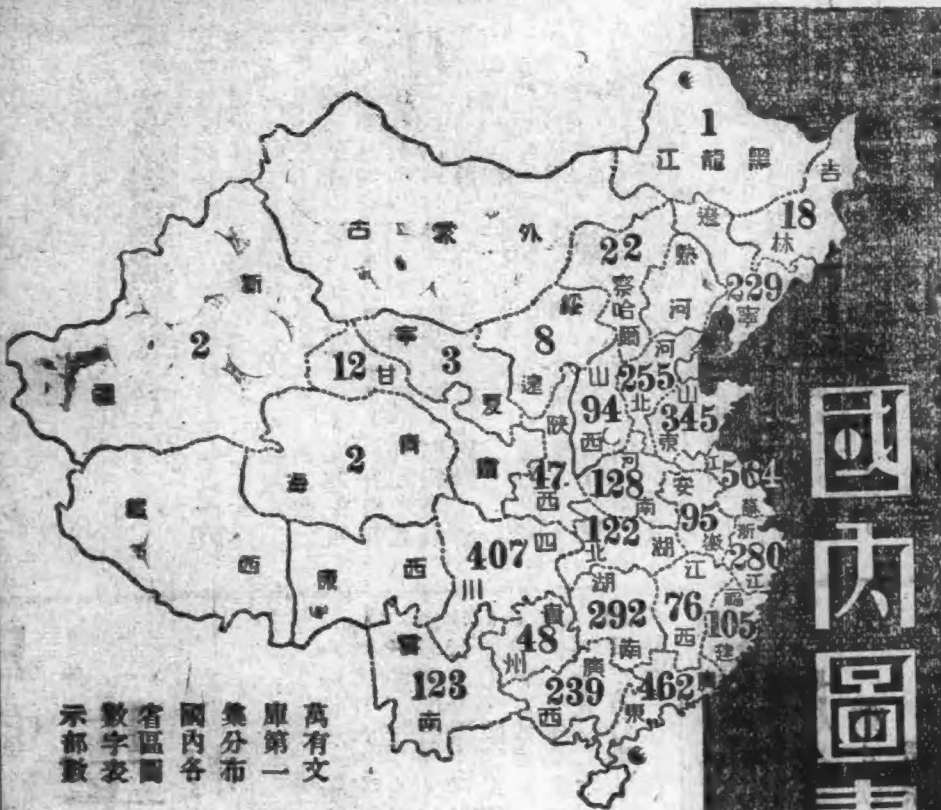 國內圖書
1
黑龍江
吉林
18
遼寧
229
熱河
外蒙古
22
察哈爾
綏遠
8
新疆
2
寧夏
3
甘肅
12
青海
2
陝西
47
山西
94
河北
255
山東
345
河南
128
江蘇
564
安徽
95
浙江
280
湖北
122
四川
407
西康
西藏
湖南
292
江西
76
福建
105
貴州
48
雲南
123
廣西
239
廣東
462
萬有文
庫第一
集分布
國內各
省區圖
數字表
示部數